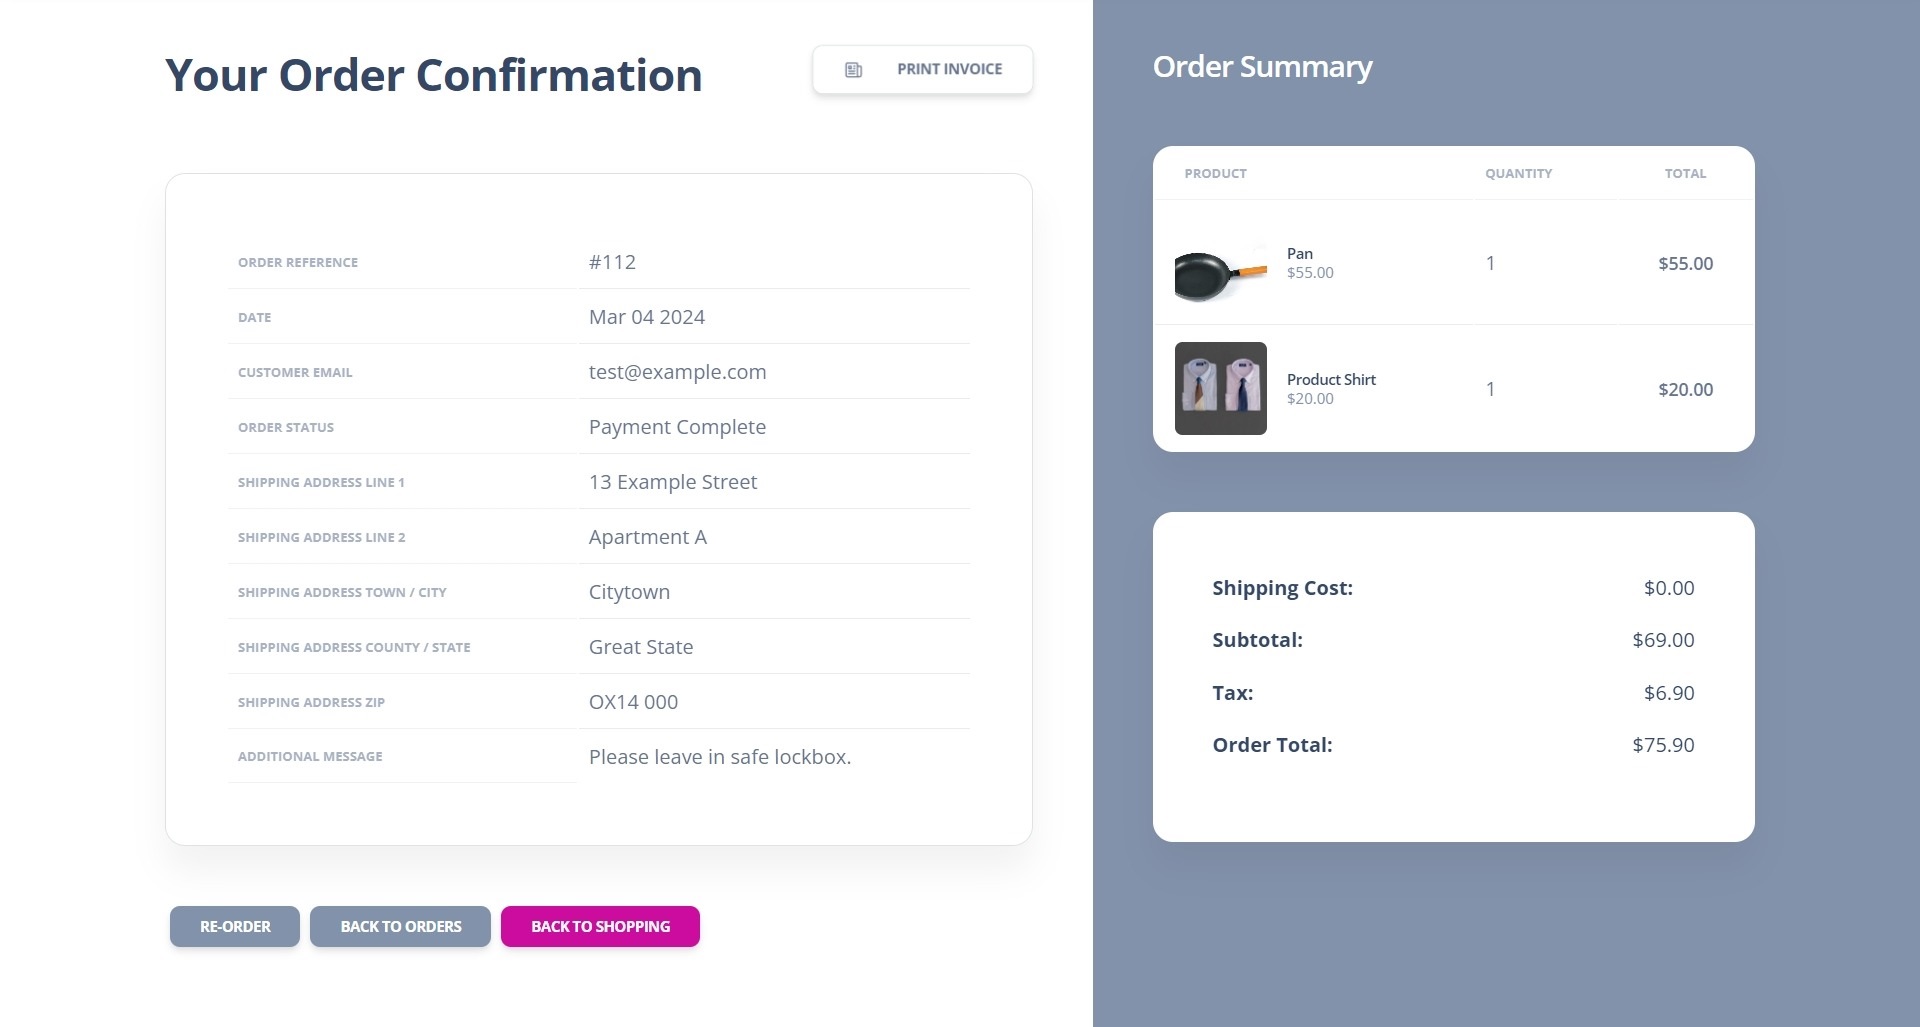 Your Order Confirmation
PRINT INVOICE
ORDER REFERENCE #112
DATE Mar 04 2024
CUSTOMER EMAIL test@example.com
ORDER STATUS Payment Complete
SHIPPING ADDRESS LINE 1 13 Example Street
SHIPPING ADDRESS LINE 2 Apartment A
SHIPPING ADDRESS TOWN / CITY Citytown
SHIPPING ADDRESS COUNTY / STATE Great State
SHIPPING ADDRESS ZIP OX14 000
ADDITIONAL MESSAGE Please leave in safe lockbox.
RE-ORDER BACK TO ORDERS BACK TO SHOPPING
Order Summary
PRODUCT QUANTITY TOTAL
Pan
$55.00
1 $55.00
Product Shirt
$20.00
1 $20.00
Shipping Cost: $0.00
Subtotal: $69.00
Tax: $6.90
Order Total: $75.90